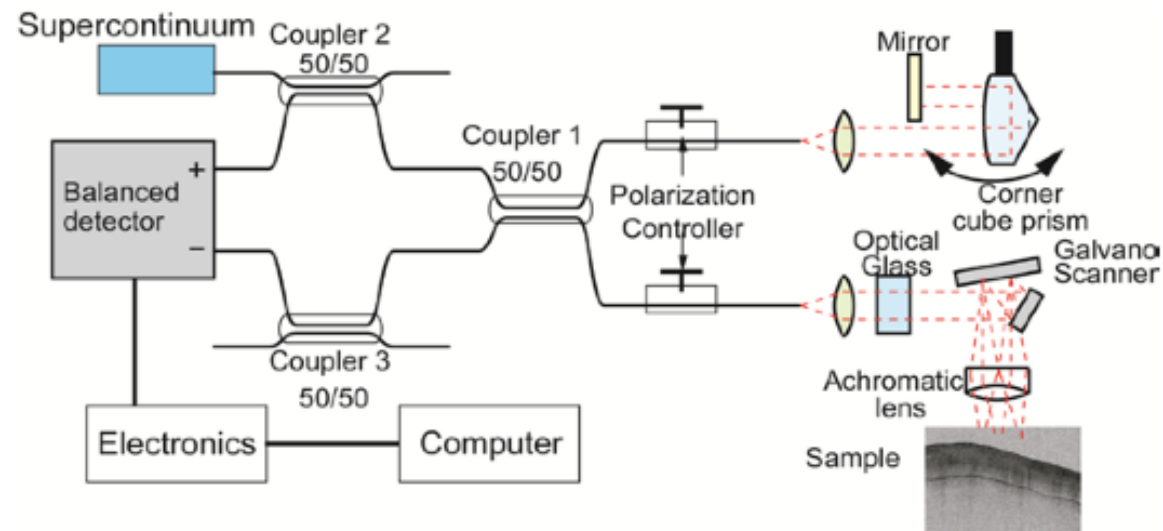 Supercontinuum
Coupler 2
50/50
Mirror
Coupler 1
50/50
+
Balanced
detector
−
Polarization
Controller
Corner
cube prism
Optical
Glass
Galvano
Scanner
Coupler 3
50/50
Achromatic
lens
Electronics
Computer
Sample